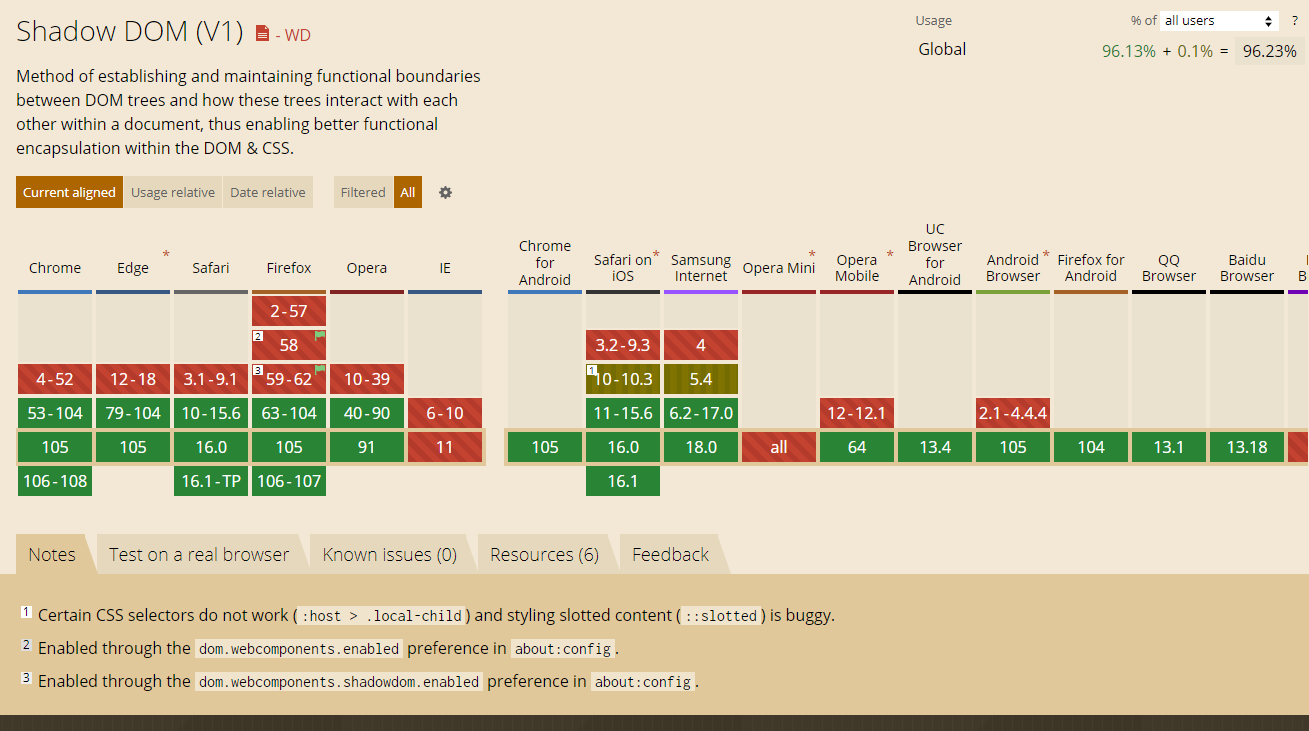 Shadow DOM (V1) - WD
Usage % of all users ?
Global 96.13% + 0.1% = 96.23%
Method of establishing and maintaining functional boundaries
between DOM trees and how these trees interact with each
other within a document, thus enabling better functional
encapsulation within the DOM & CSS.
Current aligned Usage relative Date relative Filtered All
Chrome Edge * Safari Firefox Opera IE Chrome for Android Safari on iOS * Samsung Internet Opera Mini * Opera Mobile * UC Browser for Android Android Browser * Firefox for Android QQ Browser Baidu Browser
2-57
2 58 3.2-9.3 4
4-52 12-18 3.1-9.1 3 59-62 10-39 1 10-10.3 5.4
53-104 79-104 10-15.6 63-104 40-90 6-10 11-15.6 6.2-17.0 12-12.1 2.1-4.4.4
105 105 16.0 105 91 11 105 16.0 18.0 all 64 13.4 105 104 13.1 13.18
106-108 16.1-TP 106-107 16.1
Notes Test on a real browser Known issues (0) Resources (6) Feedback
1 Certain CSS selectors do not work (:host > .local-child) and styling slotted content (::slotted) is buggy.
2 Enabled through the dom.webcomponents.enabled preference in about:config.
3 Enabled through the dom.webcomponents.shadowdom.enabled preference in about:config.